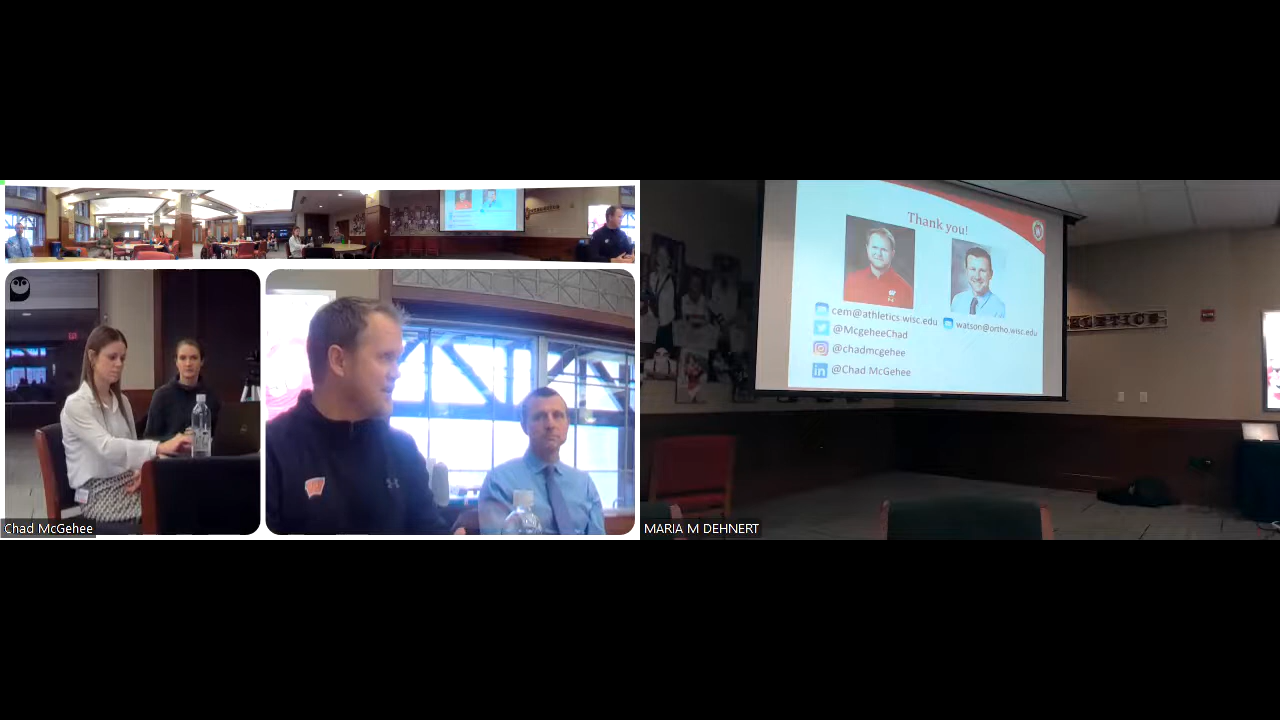 Chad McGehee
Thank you!
cem@athletics.wisc.edu
watson@ortho.wisc.edu
@McgeheeChad
@chadmcgehee
@Chad McGehee
MARIA M DEHNERT